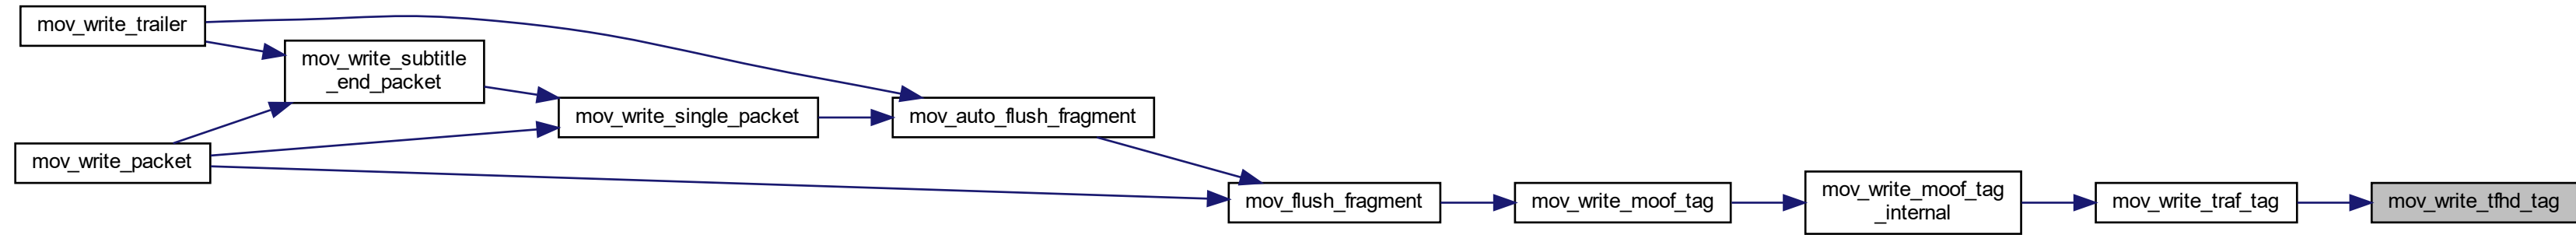 mov_write_trailer
mov_write_subtitle
_end_packet
mov_write_packet
mov_write_single_packet
mov_auto_flush_fragment
mov_flush_fragment
mov_write_moof_tag
mov_write_moof_tag
_internal
mov_write_traf_tag
mov_write_tfhd_tag